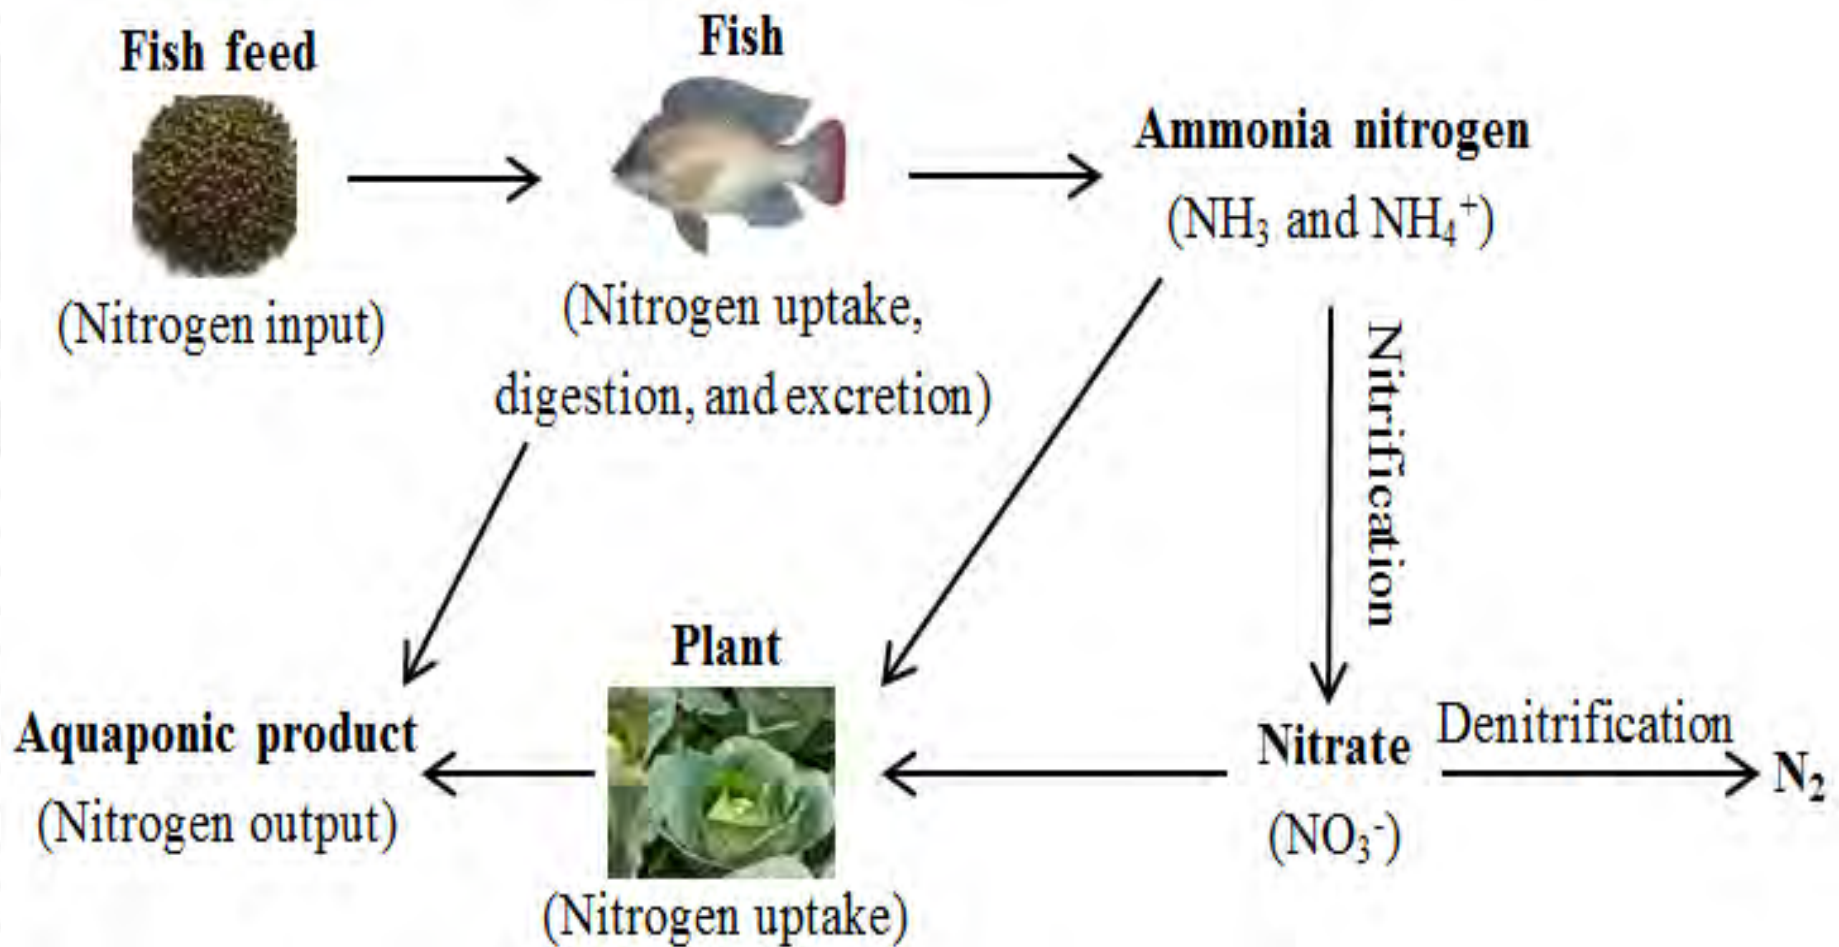 Fish feed
(Nitrogen input)
Fish
(Nitrogen uptake,
digestion, and excretion)
Ammonia nitrogen
(NH₃ and NH₄⁺)
Nitrification
Plant
(Nitrogen uptake)
Aquaponic product
(Nitrogen output)
Nitrate
(NO₃⁻)
Denitrification
N₂